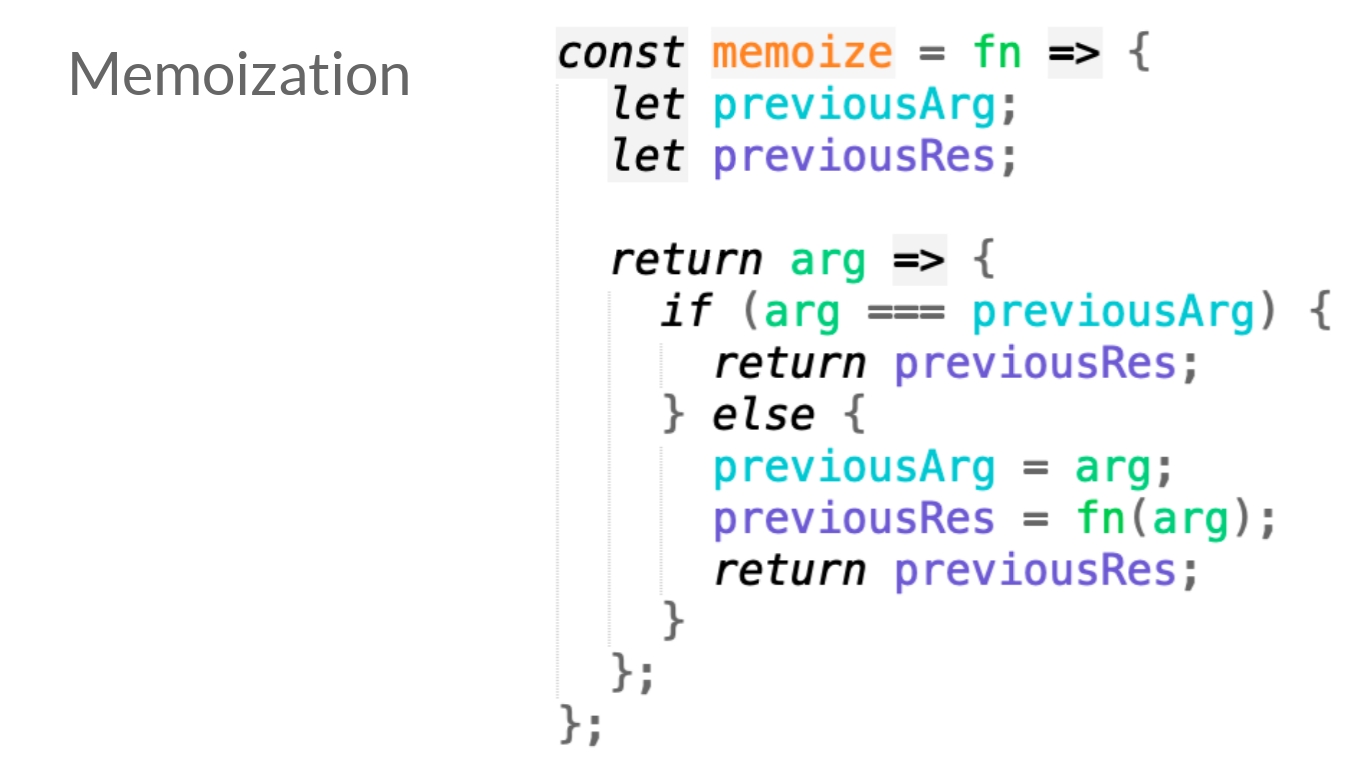 Memoization
const memoize = fn => {
let previousArg;
let previousRes;
return arg => {
if (arg === previousArg) {
return previousRes;
} else {
previousArg = arg;
previousRes = fn(arg);
return previousRes;
}
};
};